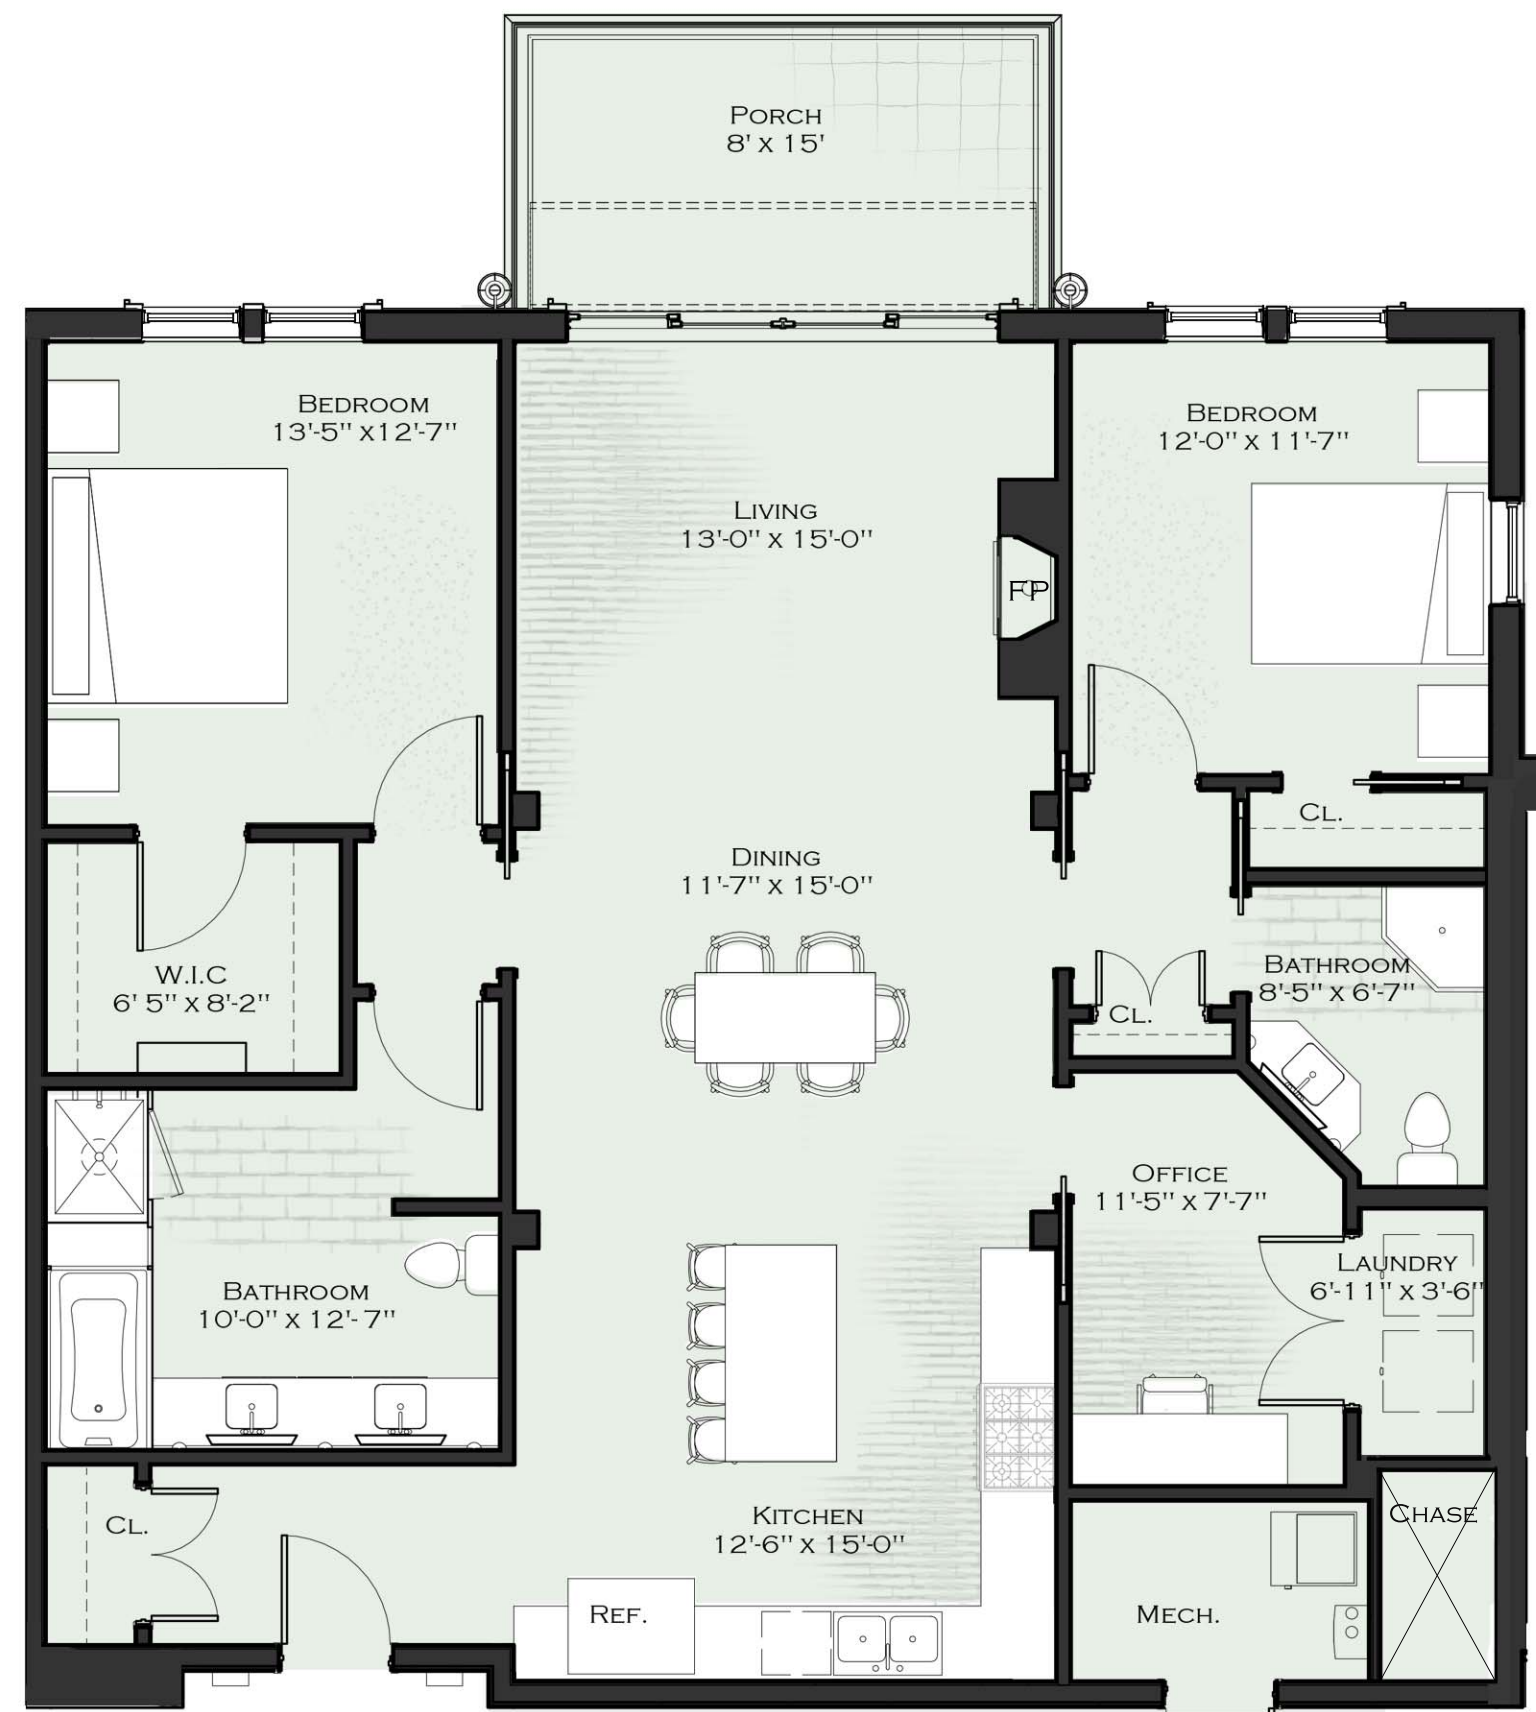 Porch
8' x 15'
Bedroom
13'-5" x12'-7"
Bedroom
12'-0" x 11'-7"
Living
13'-0" x 15'-0"
FP
Cl.
Dining
11'-7" x 15'-0"
W.I.C
6' 5" x 8'-2"
Bathroom
8'-5" x 6'-7"
Cl.
Office
11'-5" x 7'-7"
Laundry
6'-11" x 3'-6"
Bathroom
10'-0" x 12'- 7"
Cl.
Kitchen
12'-6" x 15'-0"
Chase
Ref.
Mech.